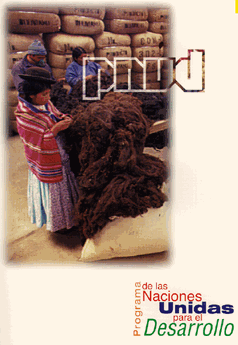 pnud
Programa
de las
Naciones
Unidas
para el
Desarrollo